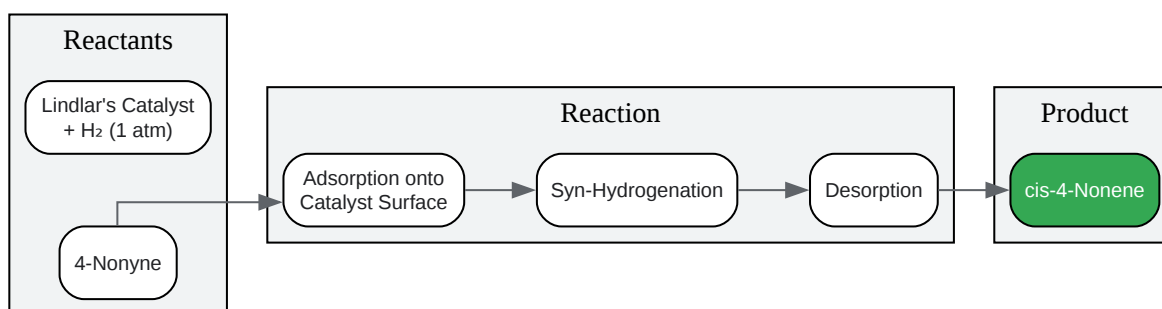 Reactants
Lindlar's Catalyst
+ H₂ (1 atm)
4-Nonyne
Reaction
Adsorption onto
Catalyst Surface
Syn-Hydrogenation
Desorption
Product
cis-4-Nonene